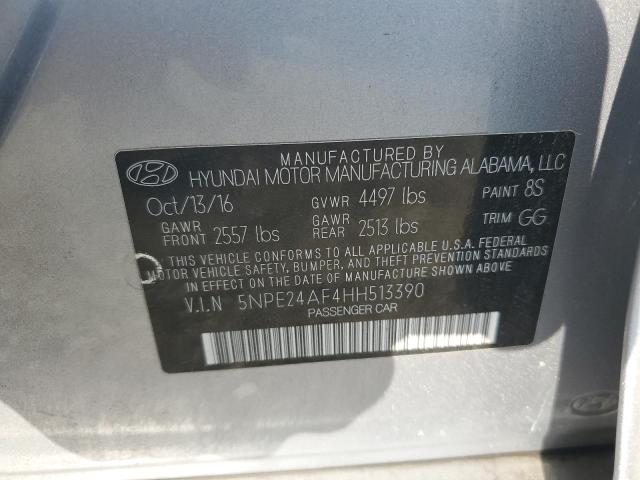 MANUFACTURED BY
HYUNDAI MOTOR MANUFACTURING ALABAMA, LLC
Oct/13/16 GVWR 4497 lbs PAINT 8S
GAWR FRONT 2557 lbs GAWR REAR 2513 lbs TRIM GG
THIS VEHICLE CONFORMS TO ALL APPLICABLE U.S.A. FEDERAL
MOTOR VEHICLE SAFETY, BUMPER, AND THEFT PREVENTION STANDARDS
IN EFFECT ON THE DATE OF MANUFACTURE SHOWN ABOVE.
V.I.N 5NPE24AF4HH513390
PASSENGER CAR